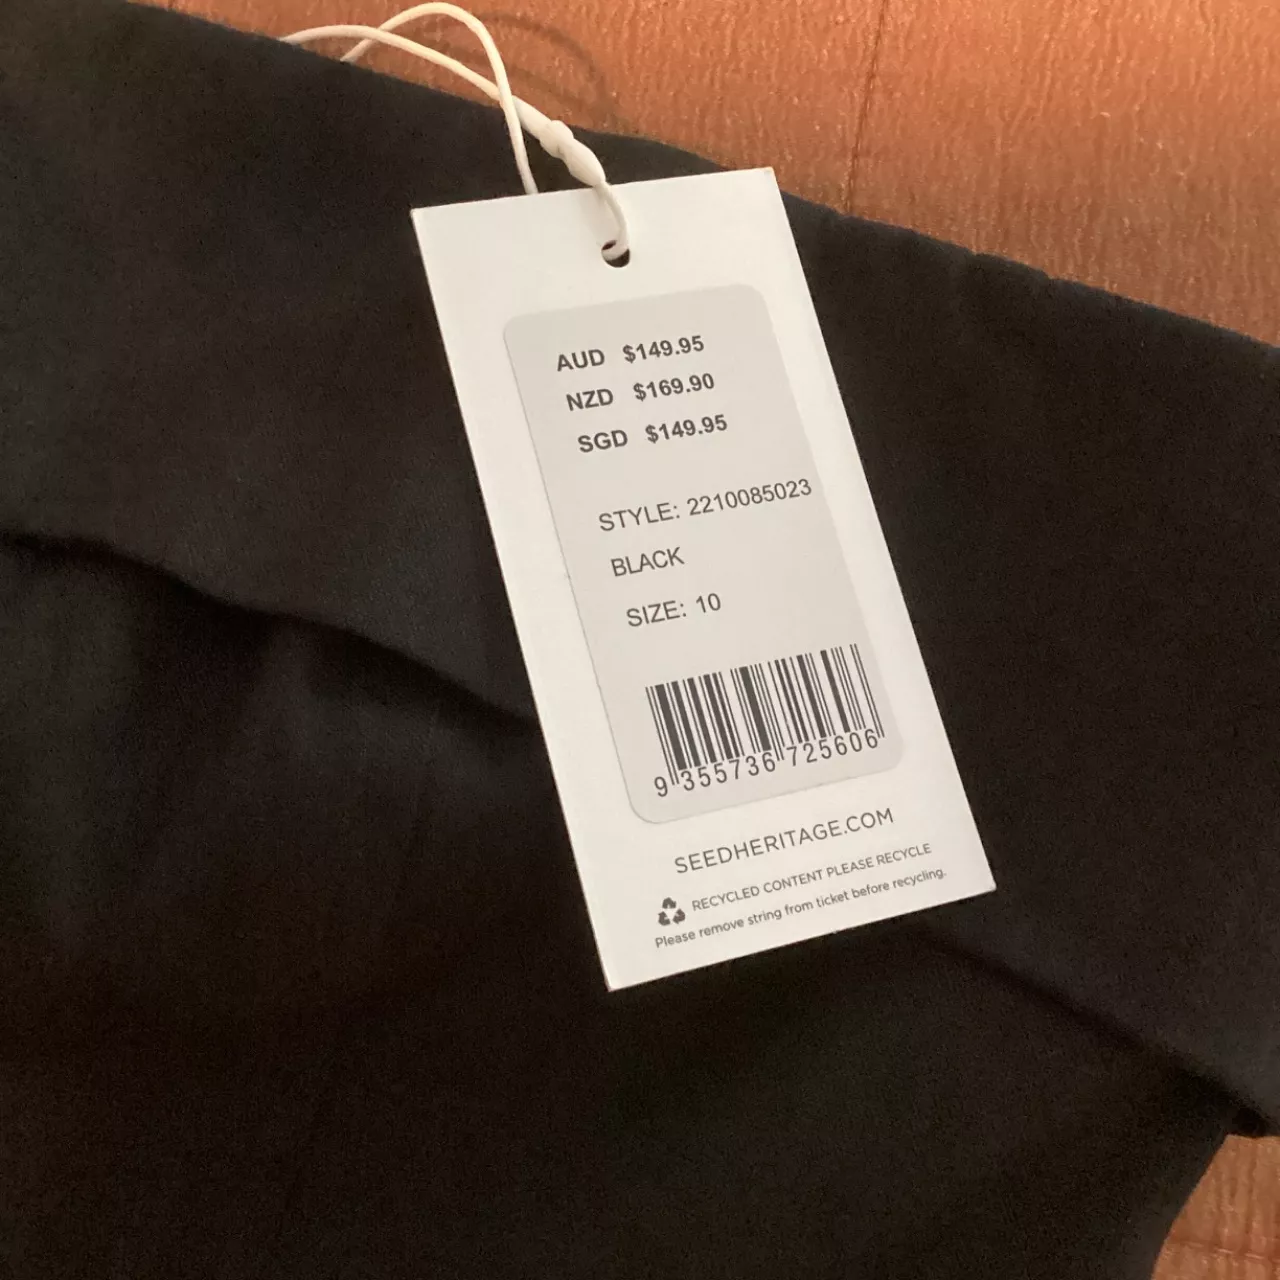 AUD $149.95
NZD $169.90
SGD $149.95
STYLE: 2210085023
BLACK
SIZE: 10
9 355736 725606
SEEDHERITAGE.COM
RECYCLED CONTENT PLEASE RECYCLE
Please remove string from ticket before recycling.